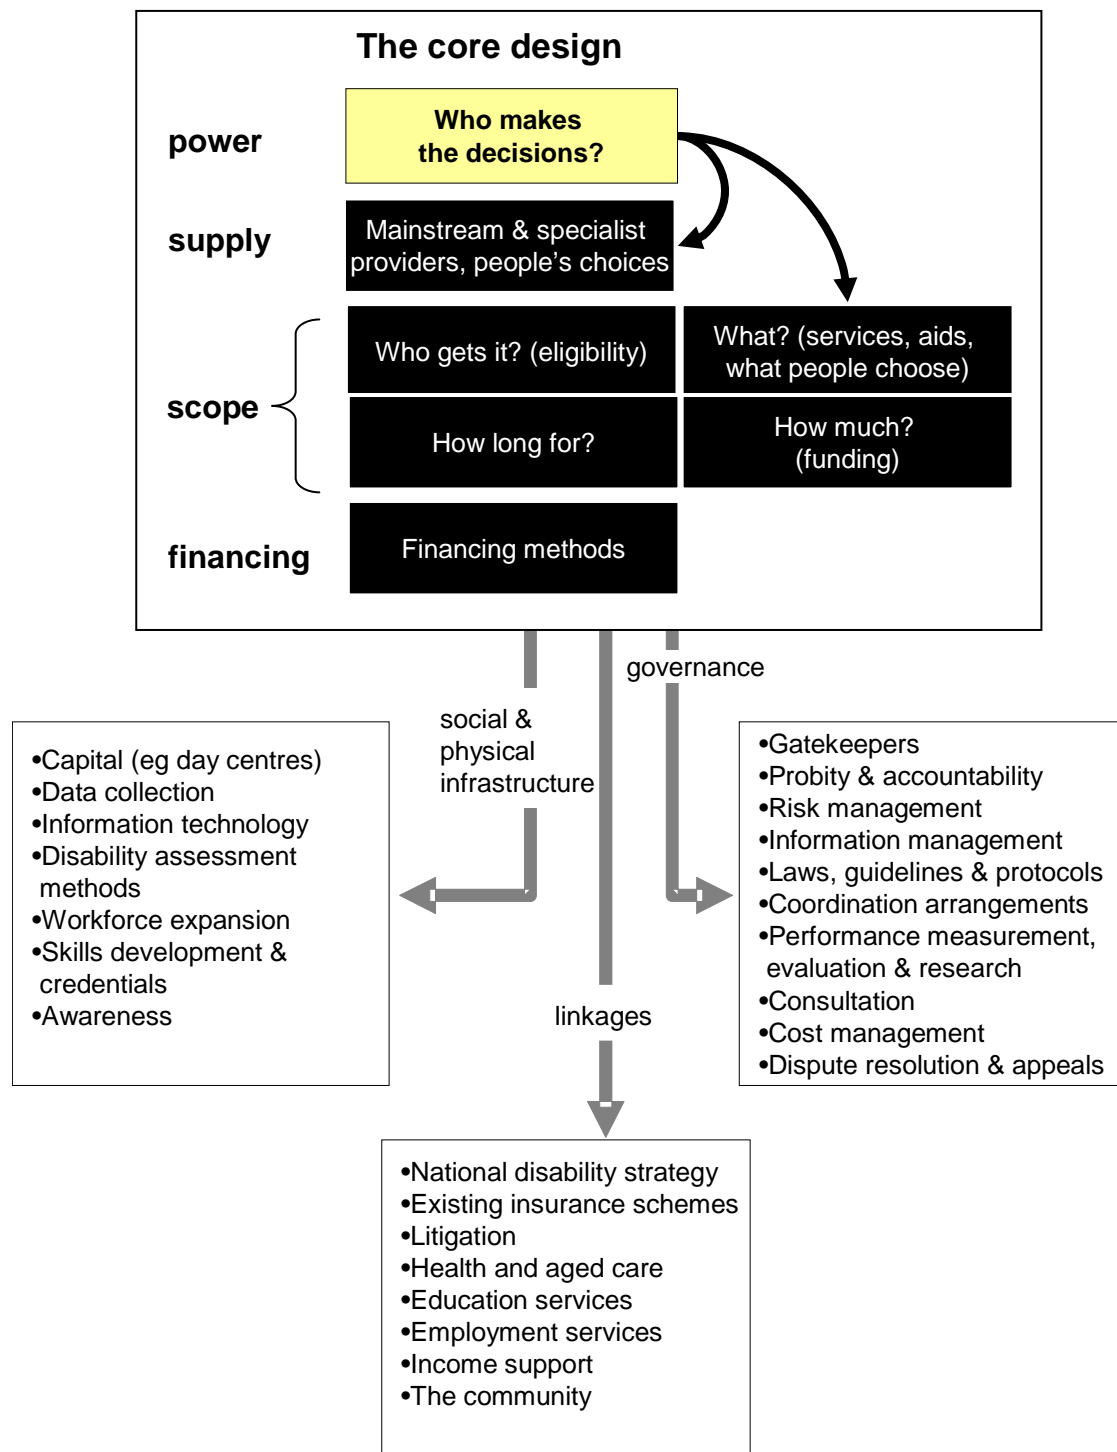 The core design
power
Who makes
the decisions?
supply
Mainstream & specialist
providers, people's choices
scope
Who gets it? (eligibility)
What? (services, aids,
what people choose)
How long for?
How much?
(funding)
financing
Financing methods
governance
social &
physical
infrastructure
linkages
•Capital (eg day centres)
•Data collection
•Information technology
•Disability assessment
methods
•Workforce expansion
•Skills development &
credentials
•Awareness
•Gatekeepers
•Probity & accountability
•Risk management
•Information management
•Laws, guidelines & protocols
•Coordination arrangements
•Performance measurement,
evaluation & research
•Consultation
•Cost management
•Dispute resolution & appeals
•National disability strategy
•Existing insurance schemes
•Litigation
•Health and aged care
•Education services
•Employment services
•Income support
•The community